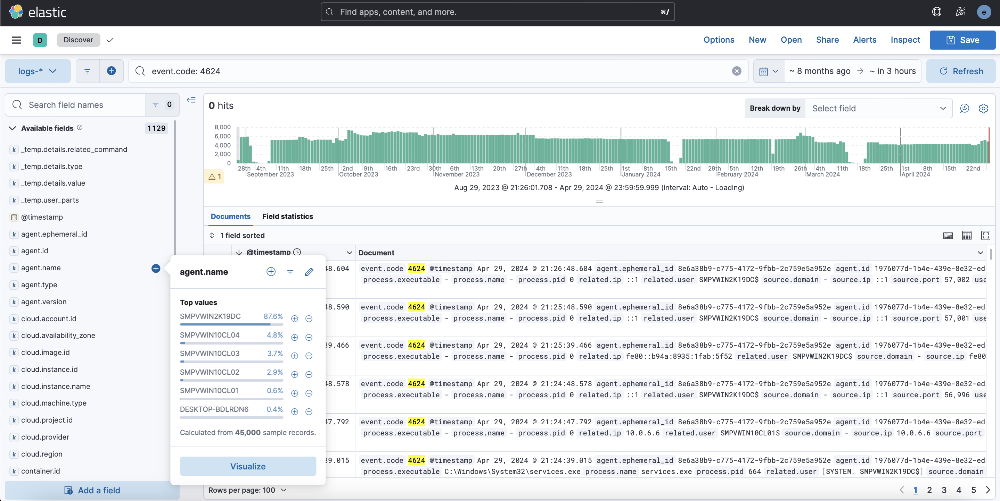 elastic
Find apps, content, and more.
⌘/
e
D
Discover
Options New Open Share Alerts Inspect Save
logs-*
event.code: 4624
~ 8 months ago → ~ in 3 hours
Refresh
Search field names
0
Available fields
1129
k _temp.details.related_command
k _temp.details.type
k _temp.details.value
k _temp.user_parts
@timestamp
k agent.ephemeral_id
k agent.id
k agent.name
k agent.type
k agent.version
k cloud.account.id
k cloud.availability_zone
k cloud.image.id
k cloud.instance.id
k cloud.instance.name
k cloud.machine.type
k cloud.project.id
k cloud.provider
k cloud.region
k container.id
Add a field
0 hits
Break down by Select field
8,000
6,000
4,000
2,000
0
28th 4th 11th 18th 25th 2nd 9th 16th 23rd 30th 6th 13th 20th 27th 4th 11th 18th 25th 1st 8th 15th 22nd 29th 5th 12th 19th 26th 4th 11th 18th 25th 1st 8th 15th 22nd
September 2023 October 2023 November 2023 December 2023 January 2024 February 2024 March 2024 April 2024
1
Aug 29, 2023 @ 21:26:01.708 - Apr 29, 2024 @ 23:59:59.999 (interval: Auto - Loading)
Documents Field statistics
1 field sorted
@timestamp Document
agent.name
Top values
SMPVWIN2K19DC 87.6%
SMPVWIN10CL04 4.8%
SMPVWIN10CL03 3.7%
SMPVWIN10CL02 2.9%
SMPVWIN10CL01 0.6%
DESKTOP-BDLRDN6 0.4%
Calculated from 45,000 sample records.
Visualize
48.604 event.code 4624 @timestamp Apr 29, 2024 @ 21:26:48.604 agent.ephemeral_id 8e6a38b9-c775-4172-9fbb-2c759e5a952e agent.id 1976077d-1b4e-439e-8e32-ed
process.executable - process.name - process.pid 0 related.ip ::1 related.user SMPVWIN2K19DC$ source.domain - source.ip ::1 source.port 57,002 use
48.590 event.code 4624 @timestamp Apr 29, 2024 @ 21:25:48.590 agent.ephemeral_id 8e6a38b9-c775-4172-9fbb-2c759e5a952e agent.id 1976077d-1b4e-439e-8e32-ed
process.executable - process.name - process.pid 0 related.ip ::1 related.user SMPVWIN2K19DC$ source.domain - source.ip ::1 source.port 57,001 use
39.466 event.code 4624 @timestamp Apr 29, 2024 @ 21:25:39.466 agent.ephemeral_id 8e6a38b9-c775-4172-9fbb-2c759e5a952e agent.id 1976077d-1b4e-439e-8e32-ed
process.executable - process.name - process.pid 0 related.ip fe80::b94a:8935:1fab:5f52 related.user SMPVWIN2K19DC$ source.domain - source.ip fe80
48.578 event.code 4624 @timestamp Apr 29, 2024 @ 21:24:48.578 agent.ephemeral_id 8e6a38b9-c775-4172-9fbb-2c759e5a952e agent.id 1976077d-1b4e-439e-8e32-ed
process.executable - process.name - process.pid 0 related.ip ::1 related.user SMPVWIN2K19DC$ source.domain - source.ip ::1 source.port 56,996 use
47.792 event.code 4624 @timestamp Apr 29, 2024 @ 21:24:47.792 agent.ephemeral_id 8e6a38b9-c775-4172-9fbb-2c759e5a952e agent.id 1976077d-1b4e-439e-8e32-ed
process.executable - process.name - process.pid 0 related.ip 10.0.6.6 related.user SMPVWIN10CL01$ source.domain - source.ip 10.0.6.6 source.port
39.015 event.code 4624 @timestamp Apr 29, 2024 @ 21:24:39.015 agent.ephemeral_id 8e6a38b9-c775-4172-9fbb-2c759e5a952e agent.id 1976077d-1b4e-439e-8e32-ed
process.executable C:\Windows\System32\services.exe process.name services.exe process.pid 664 related.user [SYSTEM, SMPVWIN2K19DC$] source.domain
Rows per page: 100
1 2 3 4 5